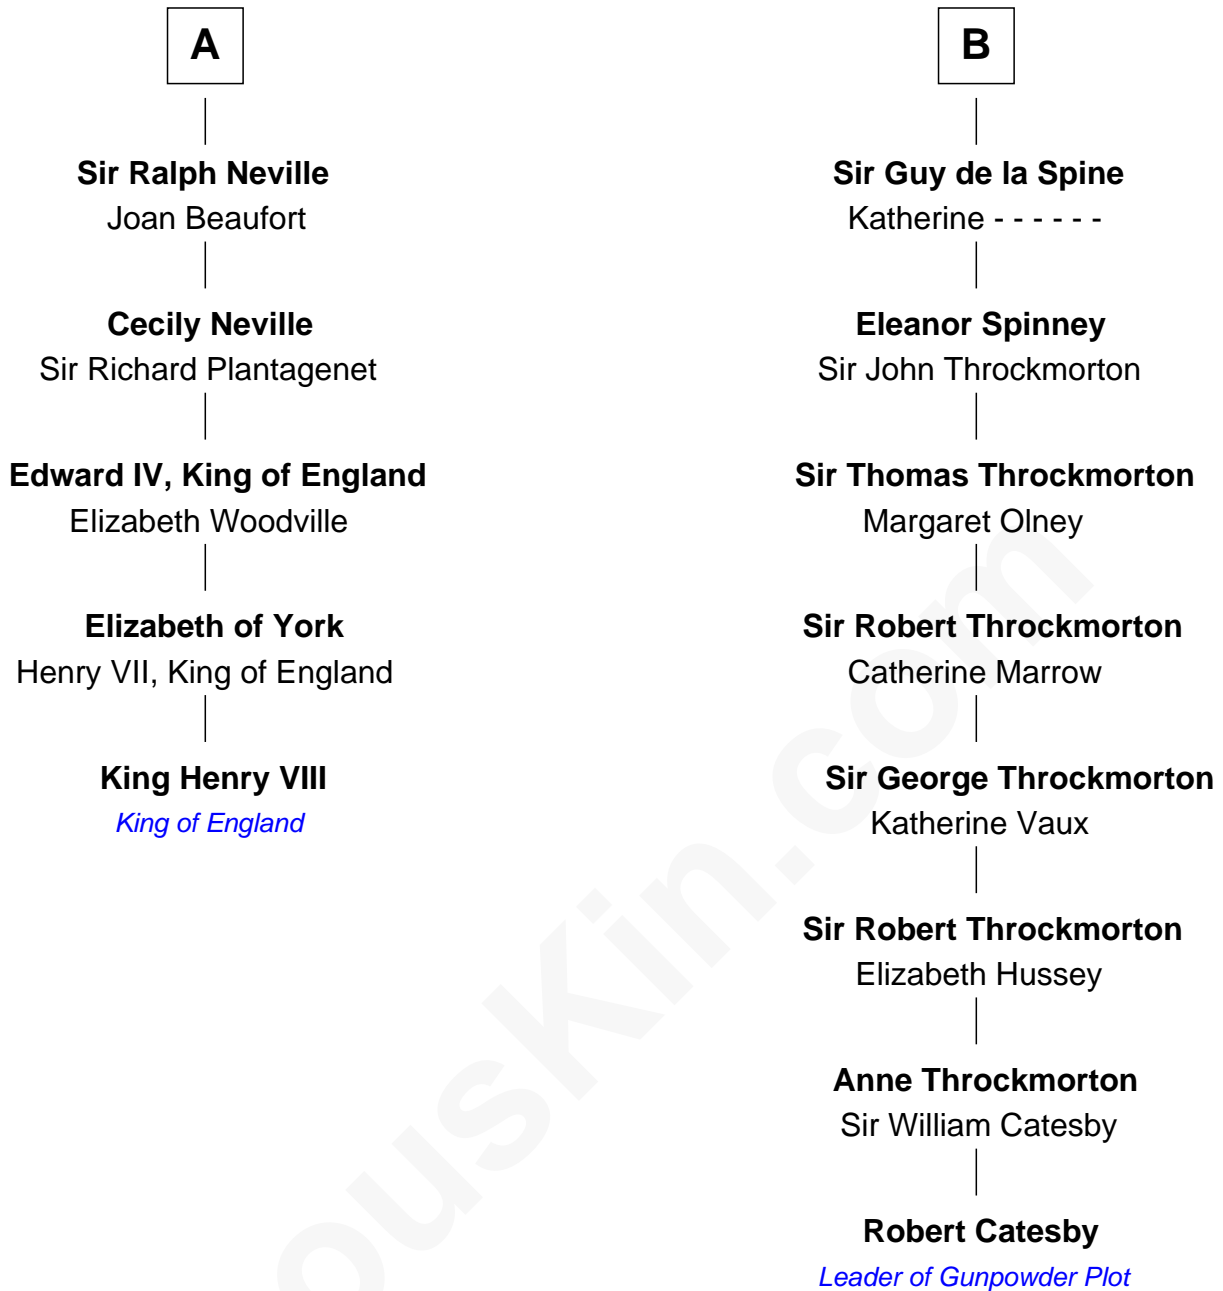 A
Sir Ralph Neville
Joan Beaufort
Cecily Neville
Sir Richard Plantagenet
Edward IV, King of England
Elizabeth Woodville
Elizabeth of York
Henry VII, King of England
King Henry VIII
King of England
B
Sir Guy de la Spine
Katherine - - - - - -
Eleanor Spinney
Sir John Throckmorton
Sir Thomas Throckmorton
Margaret Olney
Sir Robert Throckmorton
Catherine Marrow
Sir George Throckmorton
Katherine Vaux
Sir Robert Throckmorton
Elizabeth Hussey
Anne Throckmorton
Sir William Catesby
Robert Catesby
Leader of Gunpowder Plot
ousKin.com